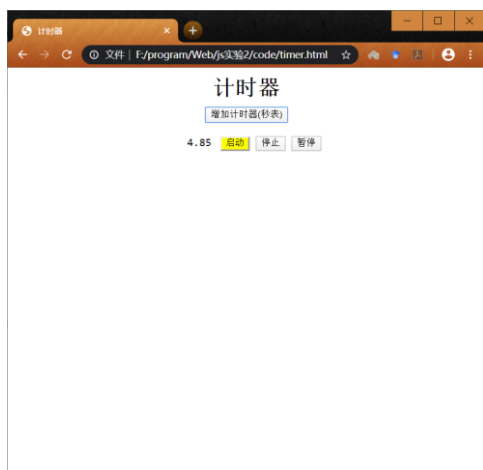 计时器
文件 | F:/program/Web/js实验2/code/timer.html
计时器
增加计时器(秒表)
4.85 启动 停止 暂停